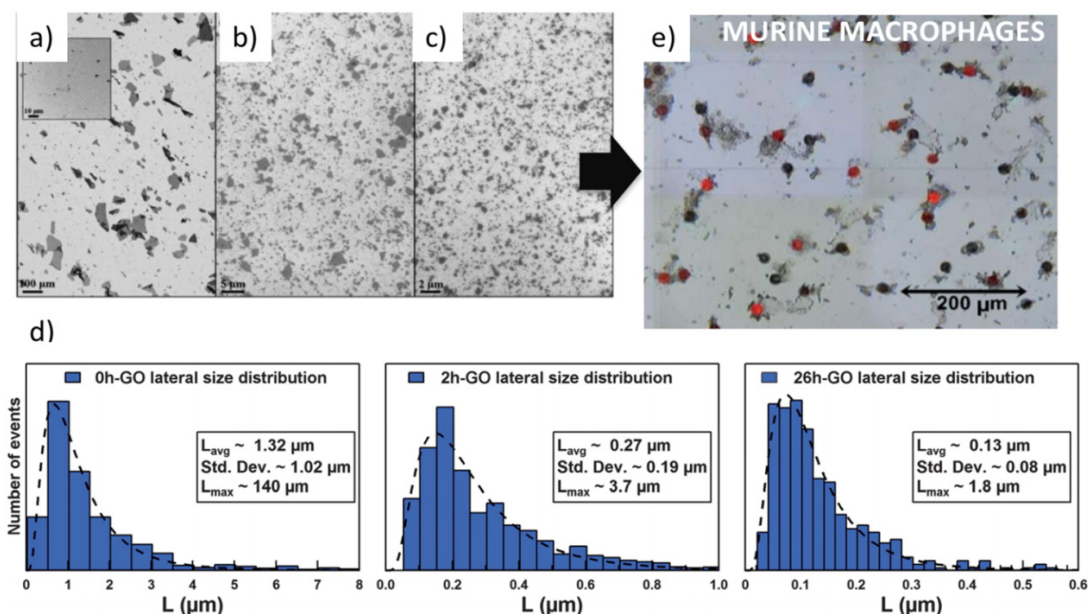 a)
b)
c)
e)
MURINE MACROPHAGES
10 µm
100 µm
5 µm
2 µm
200 µm
d)
0h-GO lateral size distribution
Number of events
Lavg ~ 1.32 µm
Std. Dev. ~ 1.02 µm
Lmax ~ 140 µm
0 1 2 3 4 5 6 7 8
L (µm)
2h-GO lateral size distribution
Lavg ~ 0.27 µm
Std. Dev. ~ 0.19 µm
Lmax ~ 3.7 µm
0.0 0.2 0.4 0.6 0.8 1.0
L (µm)
26h-GO lateral size distribution
Lavg ~ 0.13 µm
Std. Dev. ~ 0.08 µm
Lmax ~ 1.8 µm
0.0 0.1 0.2 0.3 0.4 0.5 0.6
L (µm)